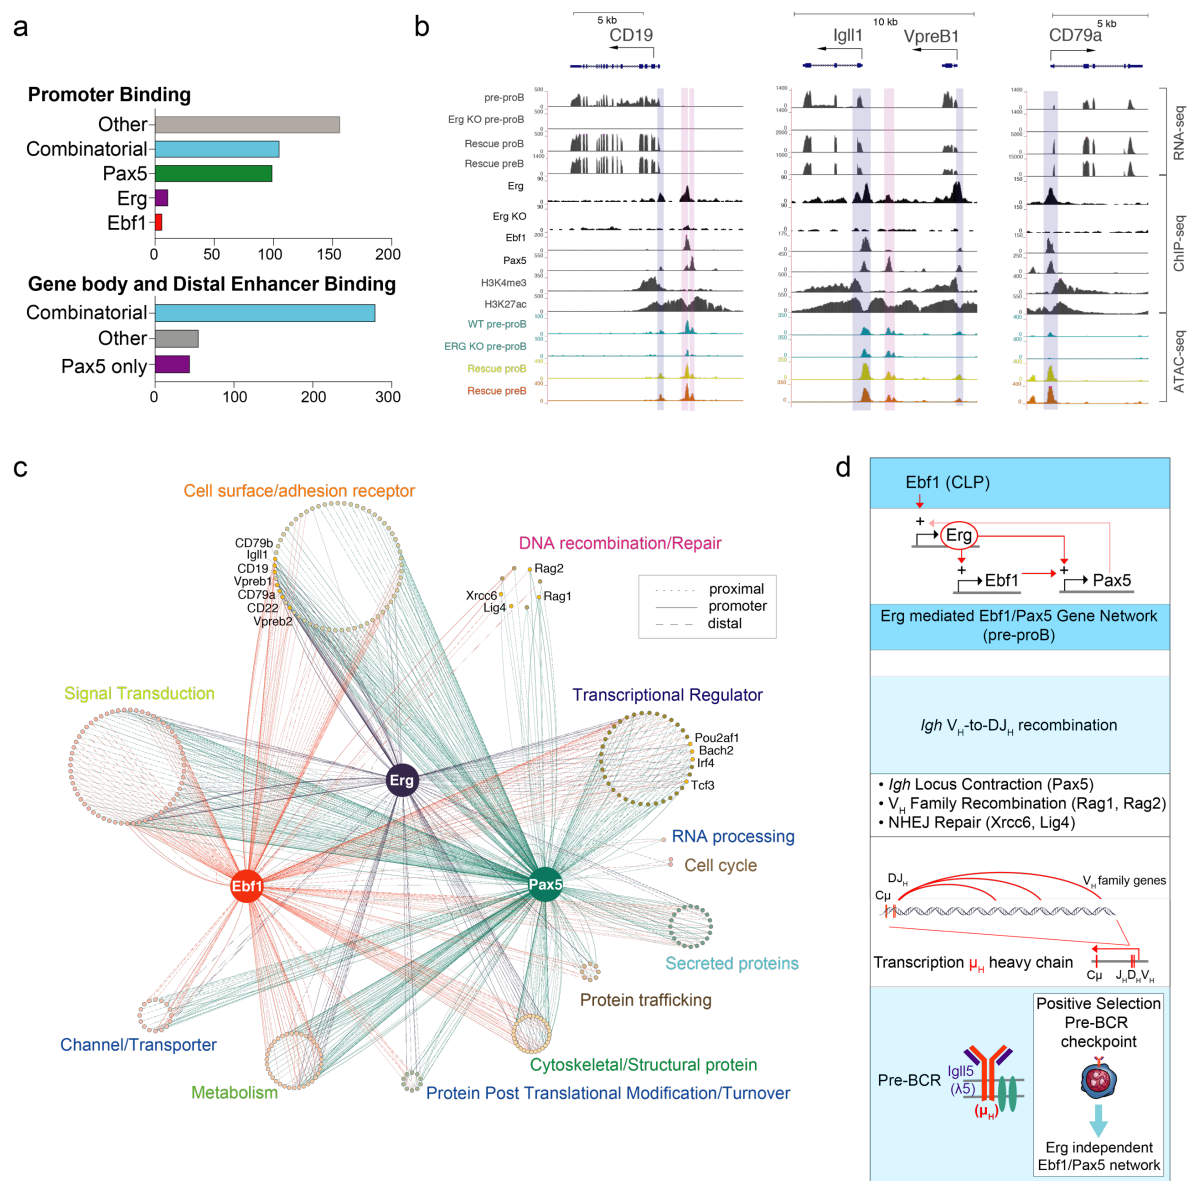 a
Promoter Binding
Other
Combinatorial
Pax5
Erg
Ebf1
0 50 100 150 200
Gene body and Distal Enhancer Binding
Combinatorial
Other
Pax5 only
0 100 200 300
b
5 kb
CD19
10 kb
Igll1
VpreB1
5 kb
CD79a
pre-proB
Erg KO pre-proB
Rescue proB
Rescue preB
Erg
Erg KO
Ebf1
Pax5
H3K4me3
H3K27ac
WT pre-proB
ERG KO pre-proB
Rescue proB
Rescue preB
RNA-seq
ChIP-seq
ATAC-seq
c
Cell surface/adhesion receptor
CD79b
Igll1
CD19
Vpreb1
CD79a
CD22
Vpreb2
DNA recombination/Repair
Rag2
Xrcc6
Rag1
Lig4
proximal
promoter
distal
Signal Transduction
Transcriptional Regulator
Pou2af1
Bach2
Irf4
Tcf3
Erg
RNA processing
Cell cycle
Ebf1
Pax5
Secreted proteins
Protein trafficking
Channel/Transporter
Cytoskeletal/Structural protein
Metabolism
Protein Post Translational Modification/Turnover
d
Ebf1 (CLP)
+
Erg
+
+
Ebf1
Pax5
Erg mediated Ebf1/Pax5 Gene Network
(pre-proB)
Igh VH-to-DJH recombination
• Igh Locus Contraction (Pax5)
• VH Family Recombination (Rag1, Rag2)
• NHEJ Repair (Xrcc6, Lig4)
DJH
VH family genes
Cµ
Transcription µH heavy chain
Cµ JHDHVH
Positive Selection
Pre-BCR
checkpoint
Pre-BCR
Igll5
(λ5)
(µH)
Erg independent
Ebf1/Pax5 network